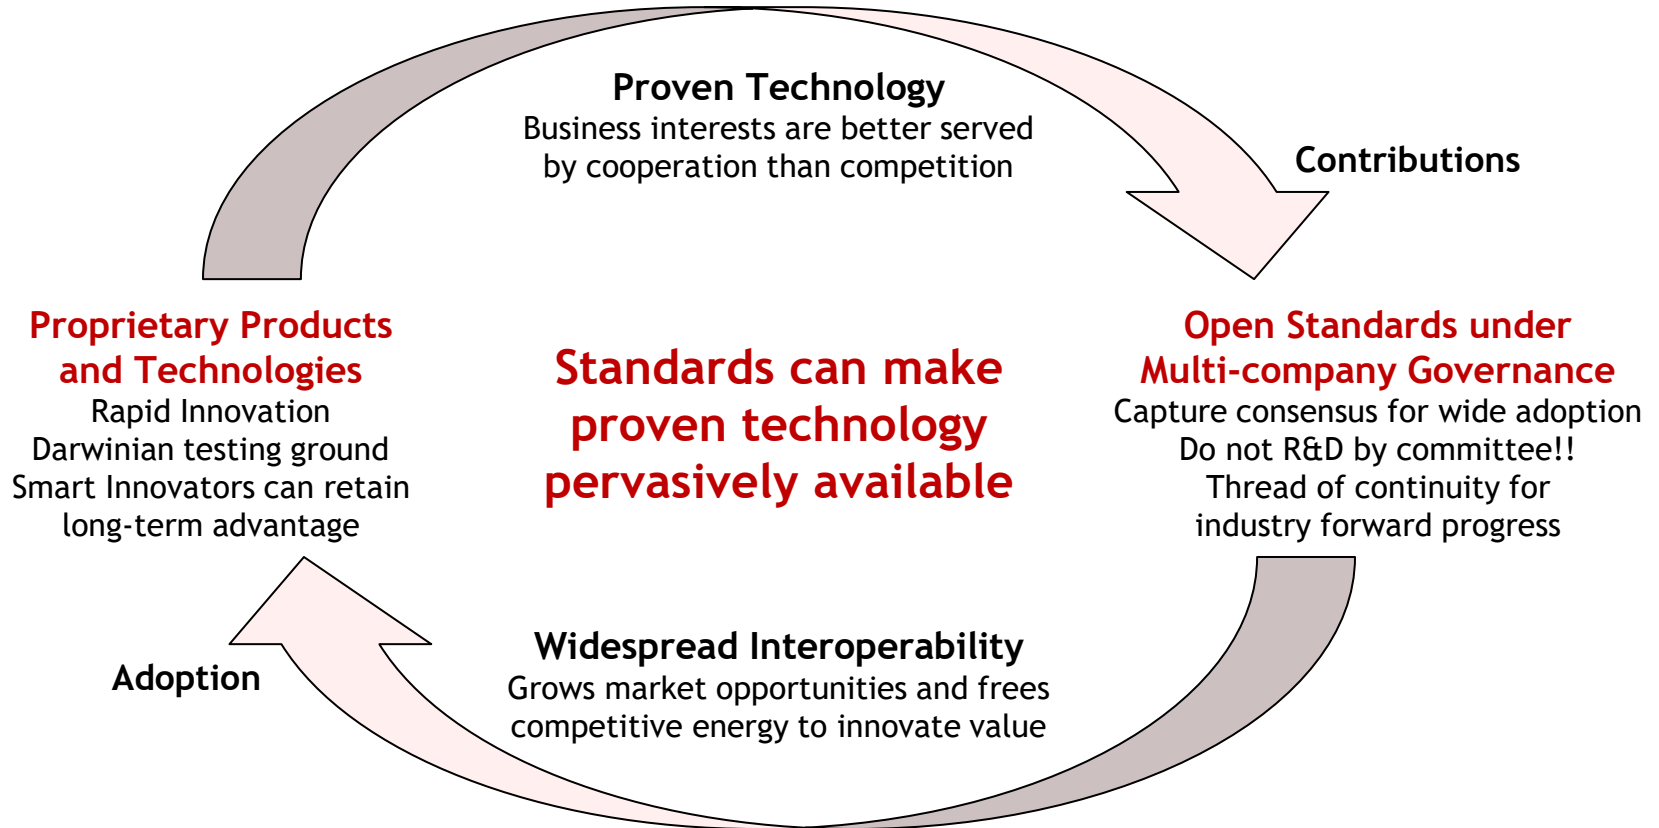 Proven Technology
Business interests are better served
by cooperation than competition
Contributions
Proprietary Products
and Technologies
Rapid Innovation
Darwinian testing ground
Smart Innovators can retain
long-term advantage
Standards can make
proven technology
pervasively available
Open Standards under
Multi-company Governance
Capture consensus for wide adoption
Do not R&D by committee!!
Thread of continuity for
industry forward progress
Widespread Interoperability
Grows market opportunities and frees
competitive energy to innovate value
Adoption